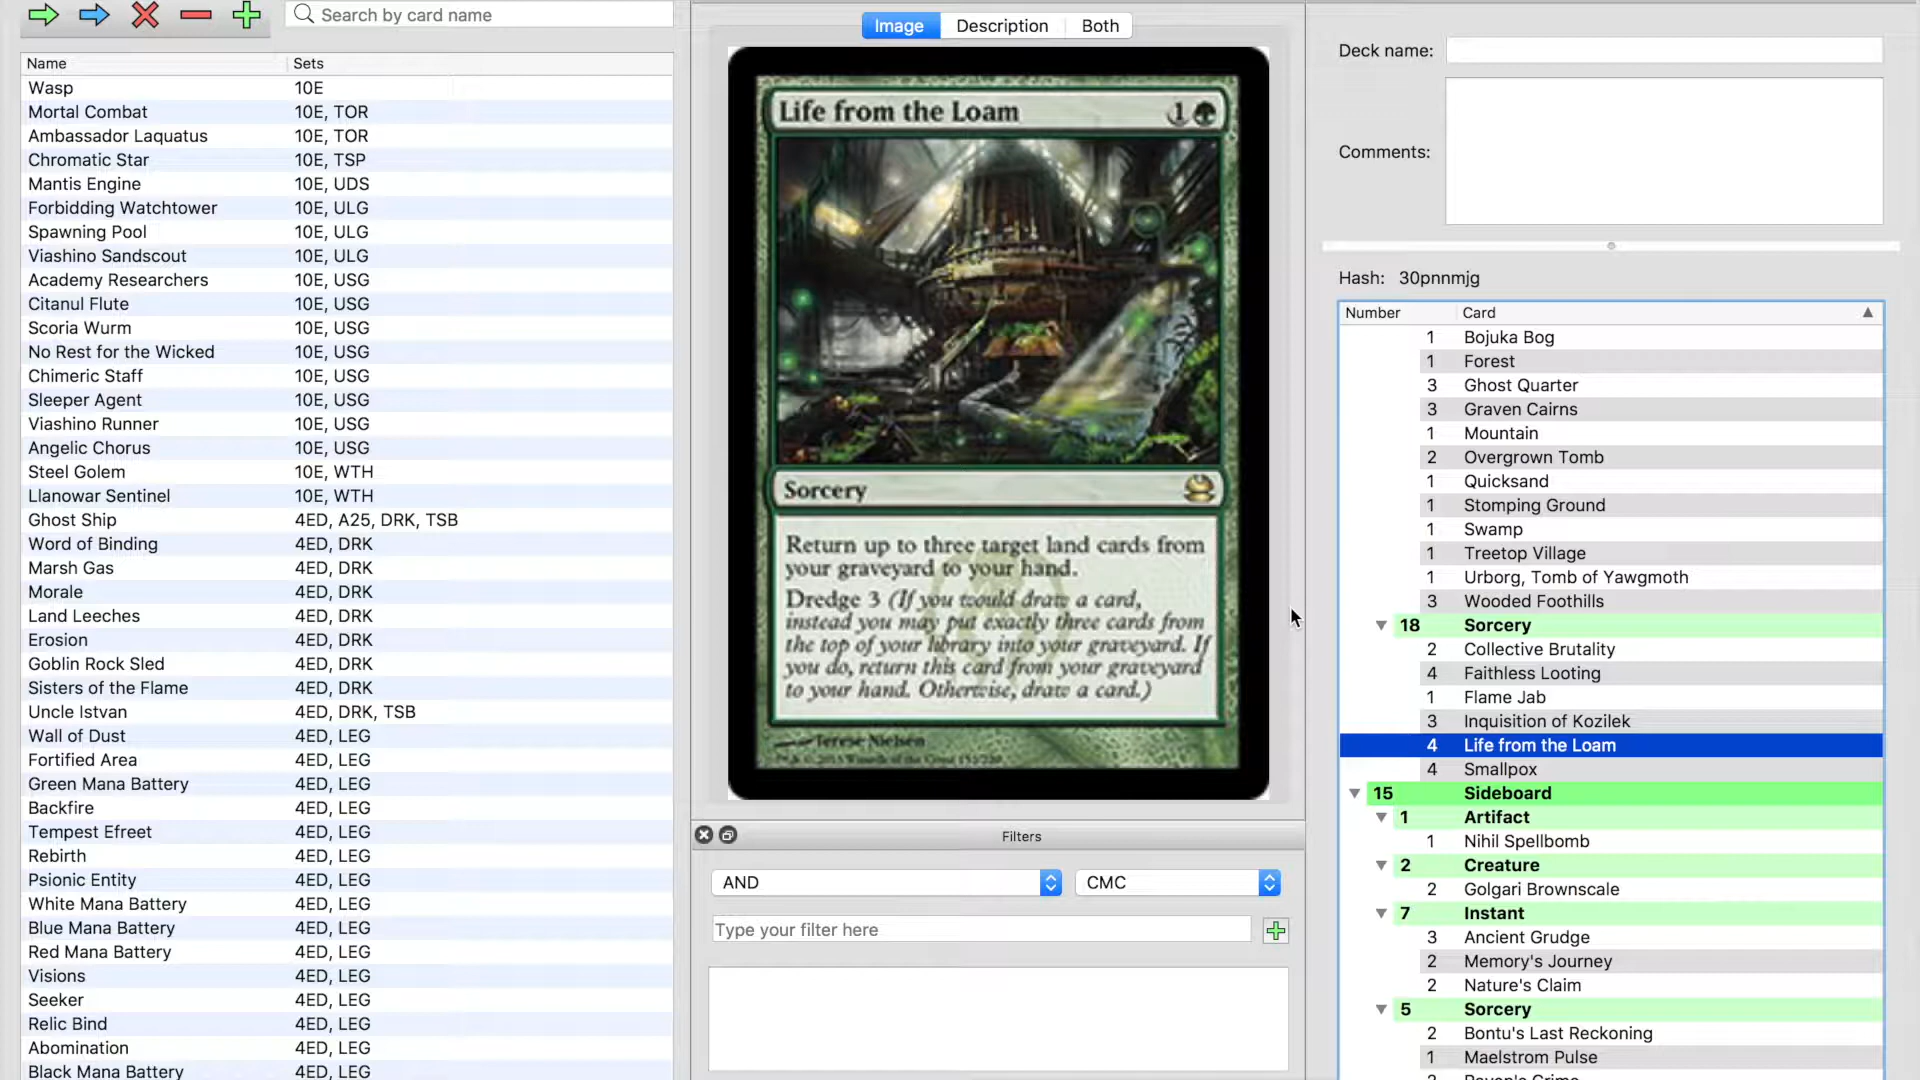 Search by card name
Name Sets
Wasp 10E
Mortal Combat 10E, TOR
Ambassador Laquatus 10E, TOR
Chromatic Star 10E, TSP
Mantis Engine 10E, UDS
Forbidding Watchtower 10E, ULG
Spawning Pool 10E, ULG
Viashino Sandscout 10E, ULG
Academy Researchers 10E, USG
Citanul Flute 10E, USG
Scoria Wurm 10E, USG
No Rest for the Wicked 10E, USG
Chimeric Staff 10E, USG
Sleeper Agent 10E, USG
Viashino Runner 10E, USG
Angelic Chorus 10E, USG
Steel Golem 10E, WTH
Llanowar Sentinel 10E, WTH
Ghost Ship 4ED, A25, DRK, TSB
Word of Binding 4ED, DRK
Marsh Gas 4ED, DRK
Morale 4ED, DRK
Land Leeches 4ED, DRK
Erosion 4ED, DRK
Goblin Rock Sled 4ED, DRK
Sisters of the Flame 4ED, DRK
Uncle Istvan 4ED, DRK, TSB
Wall of Dust 4ED, LEG
Fortified Area 4ED, LEG
Green Mana Battery 4ED, LEG
Backfire 4ED, LEG
Tempest Efreet 4ED, LEG
Rebirth 4ED, LEG
Psionic Entity 4ED, LEG
White Mana Battery 4ED, LEG
Blue Mana Battery 4ED, LEG
Red Mana Battery 4ED, LEG
Visions 4ED, LEG
Seeker 4ED, LEG
Relic Bind 4ED, LEG
Abomination 4ED, LEG
Black Mana Battery 4ED, LEG
Image Description Both
Life from the Loam 1
Sorcery
Return up to three target land cards from
your graveyard to your hand.
Dredge 3 (If you would draw a card,
instead you may put exactly three cards from
the top of your library into your graveyard. If
you do, return this card from your graveyard
to your hand. Otherwise, draw a card.)
Terese Nielsen
Filters
AND CMC
Type your filter here
Deck name:
Comments:
Hash: 30pnnmjg
Number Card
1 Bojuka Bog
1 Forest
3 Ghost Quarter
3 Graven Cairns
1 Mountain
2 Overgrown Tomb
1 Quicksand
1 Stomping Ground
1 Swamp
1 Treetop Village
1 Urborg, Tomb of Yawgmoth
3 Wooded Foothills
18 Sorcery
2 Collective Brutality
4 Faithless Looting
1 Flame Jab
3 Inquisition of Kozilek
4 Life from the Loam
4 Smallpox
15 Sideboard
1 Artifact
1 Nihil Spellbomb
2 Creature
2 Golgari Brownscale
7 Instant
3 Ancient Grudge
2 Memory's Journey
2 Nature's Claim
5 Sorcery
2 Bontu's Last Reckoning
1 Maelstrom Pulse